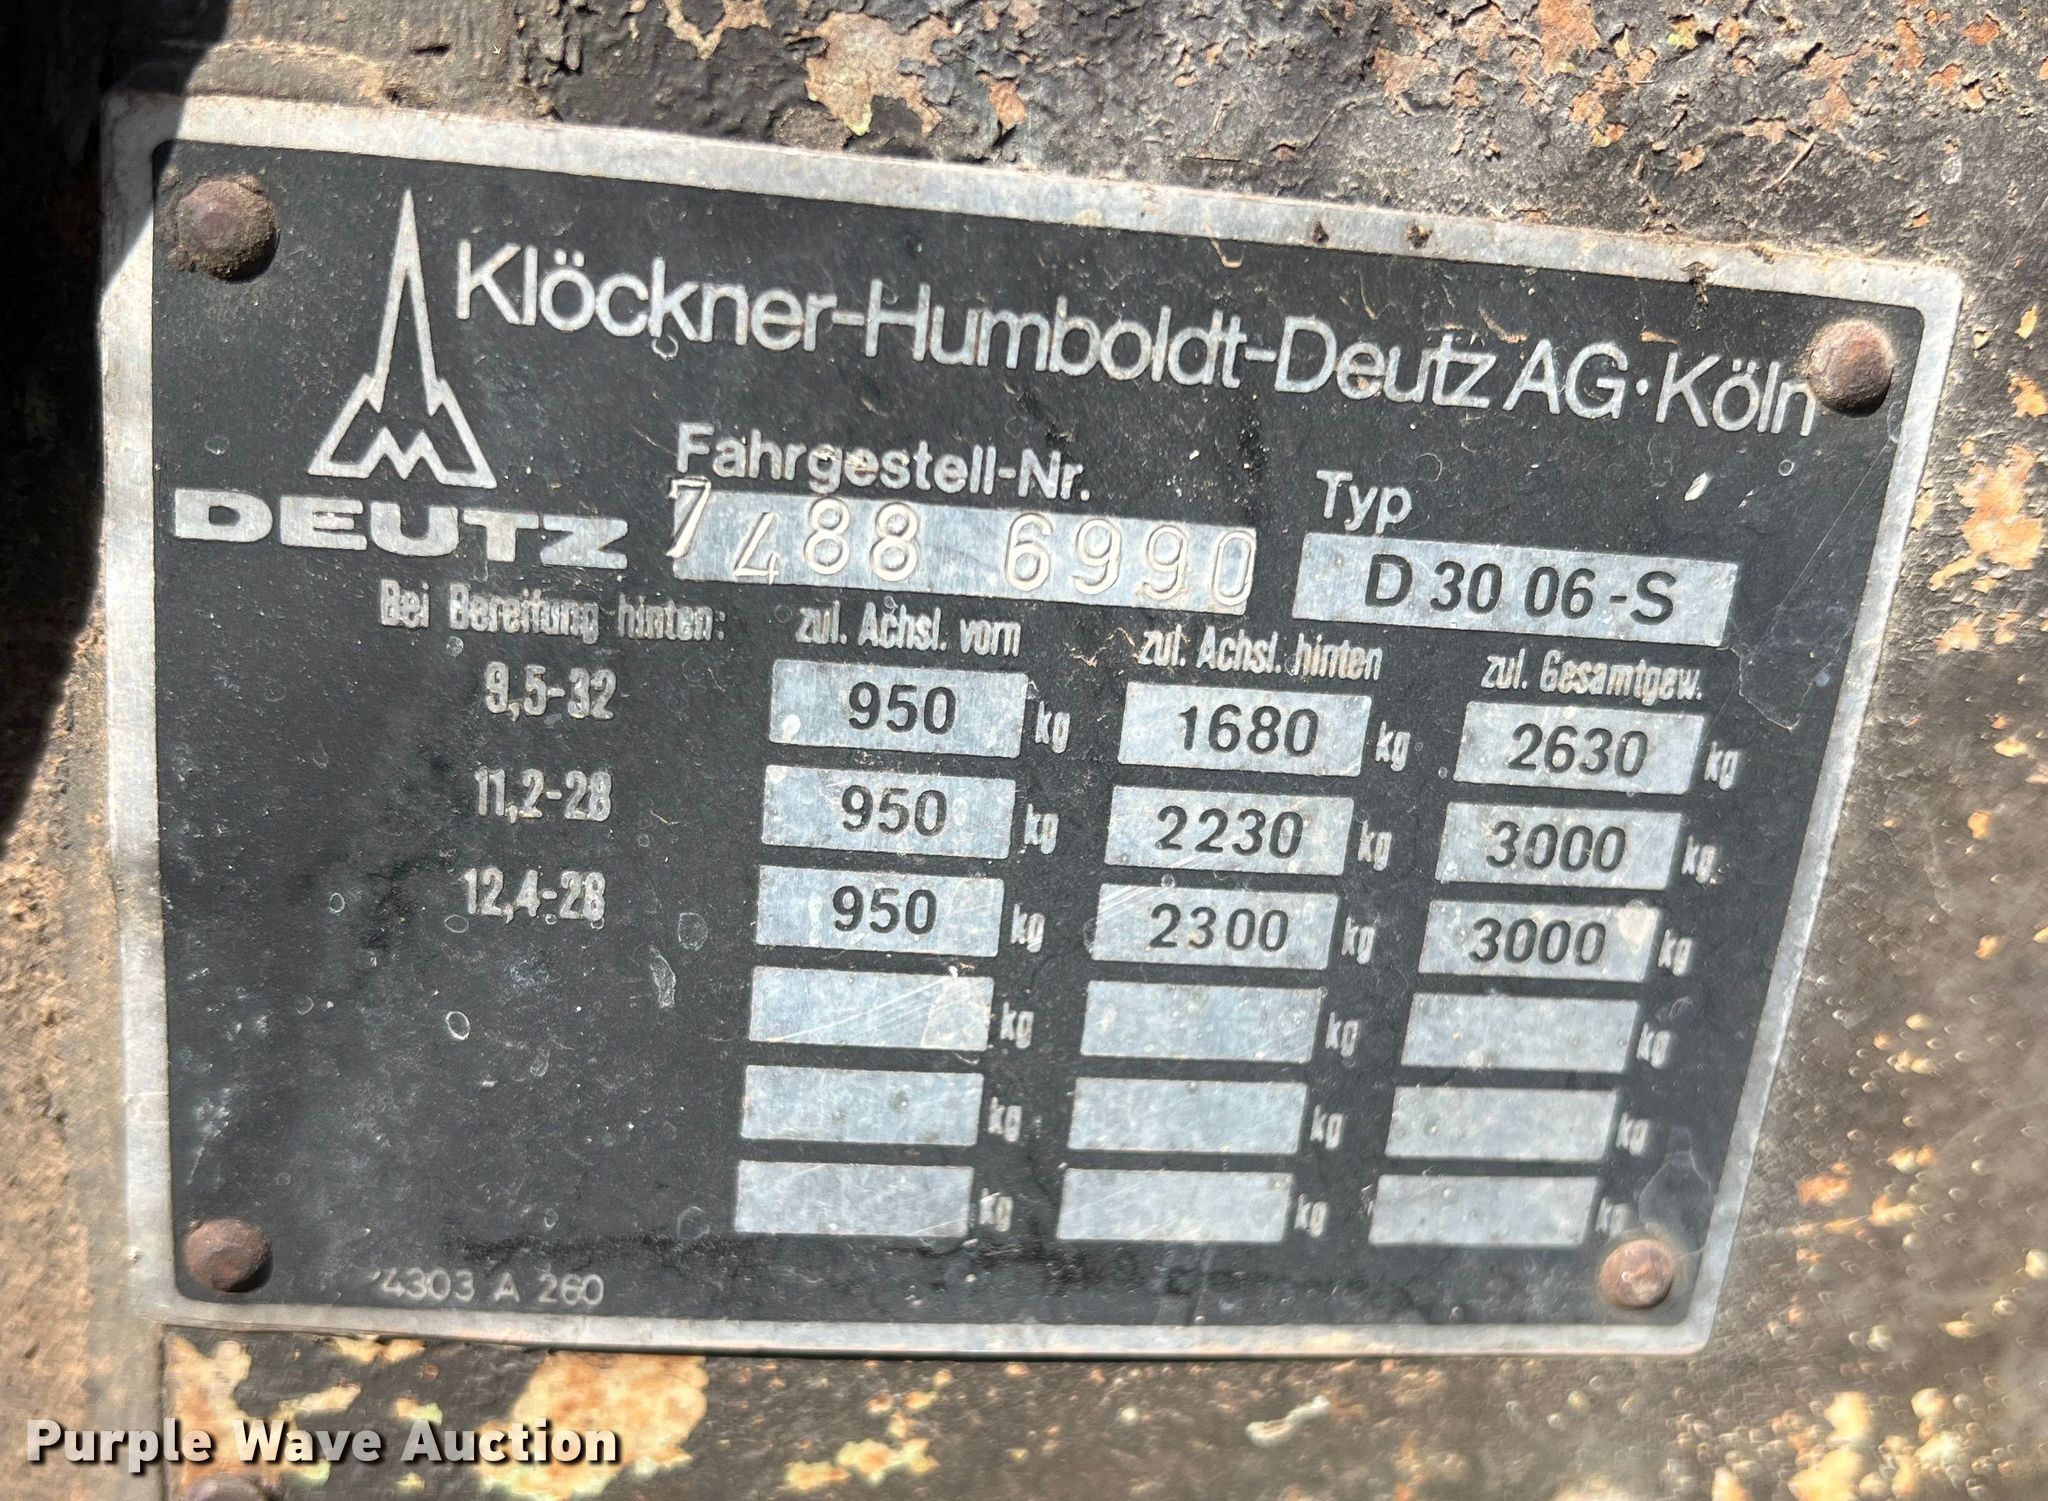 Klöckner-Humboldt-Deutz AG·Köln
DEUTZ
Fahrgestell-Nr.
Typ
7488 6990
D 30 06-S
Bei Bereifung hinten:
zul. Achsl. vorn
zul. Achsl. hinten
zul. Gesamtgew.
9,5-32 950 kg 1680 kg 2630 kg
11,2-28 950 kg 2230 kg 3000 kg
12,4-28 950 kg 2300 kg 3000 kg
kg kg kg
kg kg kg
kg kg kg
4303 A 260
Purple Wave Auction